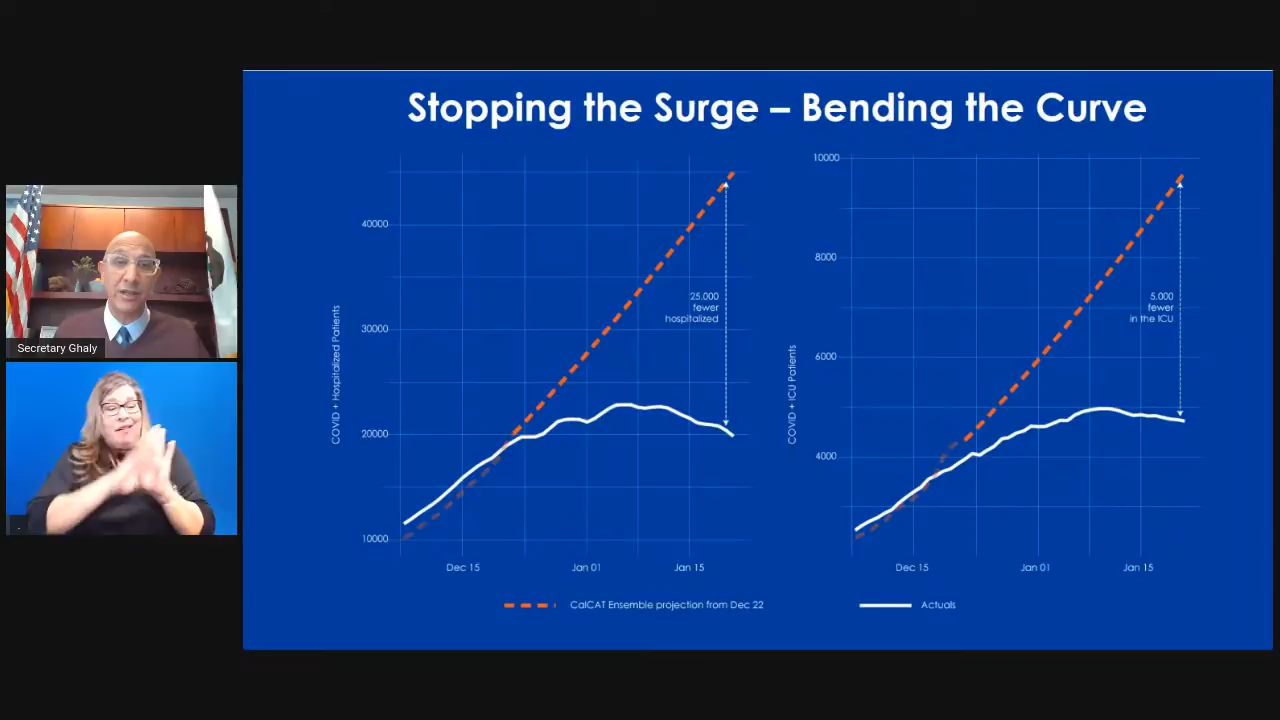 Stopping the Surge – Bending the Curve
Secretary Ghaly
COVID + Hospitalized Patients
40000
30000
20000
10000
Dec 15
Jan 01
Jan 15
25,000
fewer
hospitalized
COVID + ICU Patients
10000
8000
6000
4000
Dec 15
Jan 01
Jan 15
5,000
fewer
in the ICU
CalCAT Ensemble projection from Dec 22
Actuals